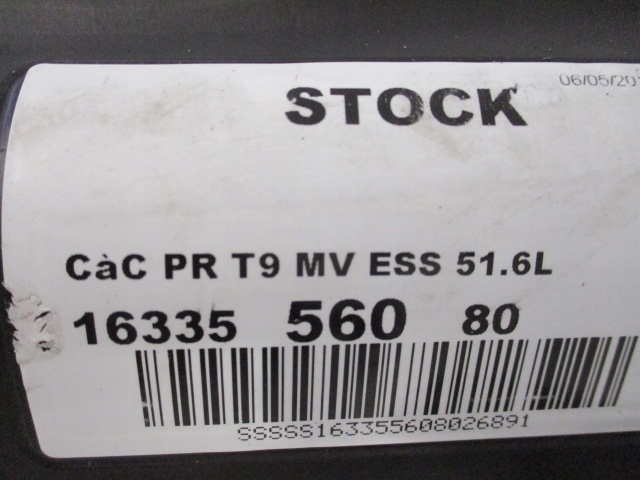 06/05/20
STOCK
CàC PR T9 MV ESS 51.6L
16335 560 80
SSSSS163355608026891